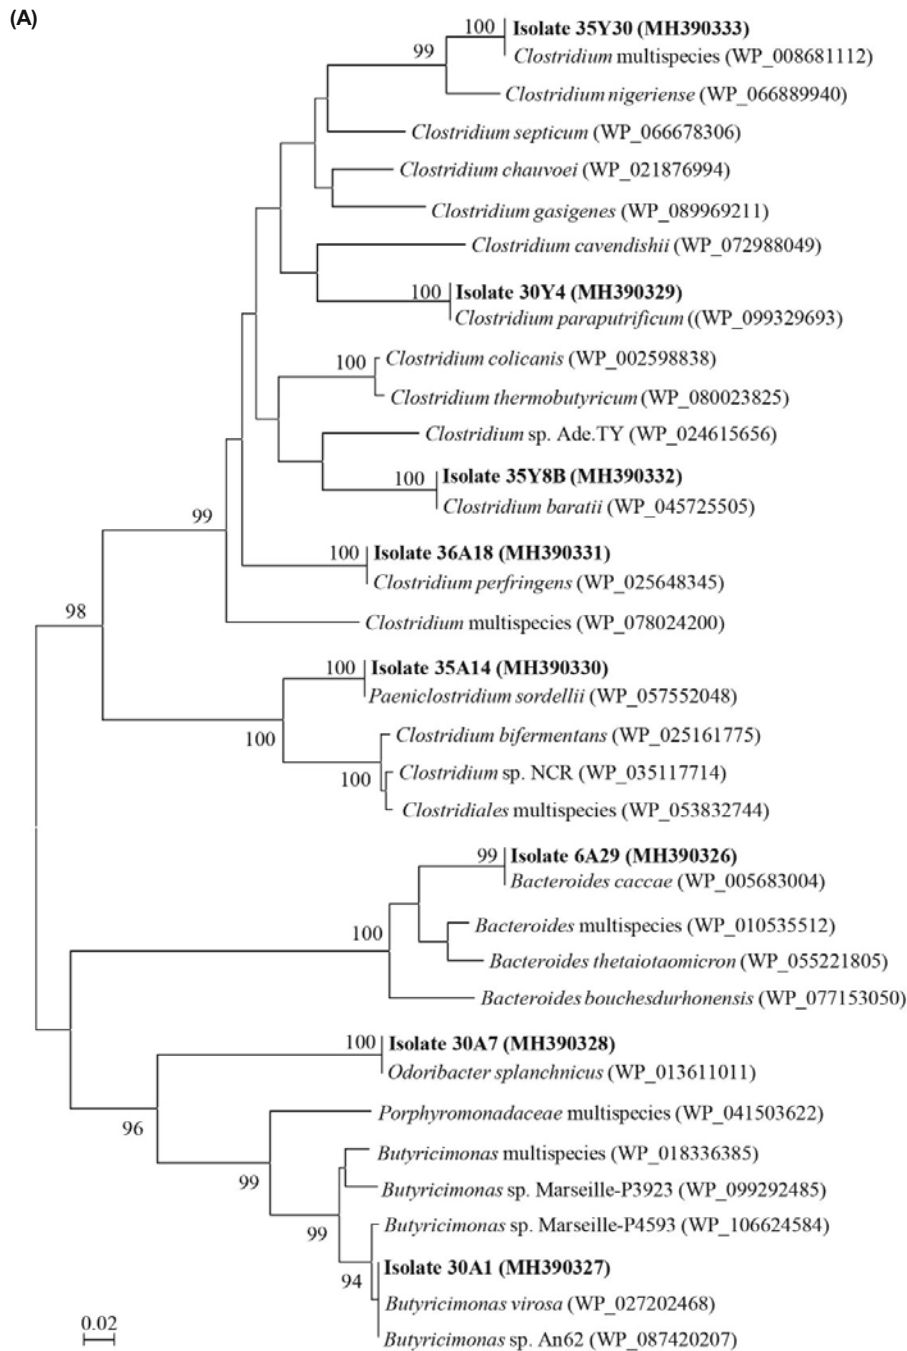 (A)
100 Isolate 35Y30 (MH390333)
99 Clostridium multispecies (WP_008681112)
Clostridium nigeriense (WP_066889940)
Clostridium septicum (WP_066678306)
Clostridium chauvoei (WP_021876994)
Clostridium gasigenes (WP_089969211)
Clostridium cavendishii (WP_072988049)
100 Isolate 30Y4 (MH390329)
Clostridium paraputrificum ((WP_099329693)
100 Clostridium colicanis (WP_002598838)
Clostridium thermobutyricum (WP_080023825)
Clostridium sp. Ade.TY (WP_024615656)
100 Isolate 35Y8B (MH390332)
Clostridium baratii (WP_045725505)
99
100 Isolate 36A18 (MH390331)
Clostridium perfringens (WP_025648345)
98 Clostridium multispecies (WP_078024200)
100 Isolate 35A14 (MH390330)
Paeniclostridium sordellii (WP_057552048)
100 Clostridium bifermentans (WP_025161775)
100 Clostridium sp. NCR (WP_035117714)
Clostridiales multispecies (WP_053832744)
99 Isolate 6A29 (MH390326)
Bacteroides caccae (WP_005683004)
100 Bacteroides multispecies (WP_010535512)
Bacteroides thetaiotaomicron (WP_055221805)
Bacteroides bouchesdurhonensis (WP_077153050)
100 Isolate 30A7 (MH390328)
Odoribacter splanchnicus (WP_013611011)
96 Porphyromonadaceae multispecies (WP_041503622)
Butyricimonas multispecies (WP_018336385)
99 Butyricimonas sp. Marseille-P3923 (WP_099292485)
99 Butyricimonas sp. Marseille-P4593 (WP_106624584)
94 Isolate 30A1 (MH390327)
Butyricimonas virosa (WP_027202468)
0.02
Butyricimonas sp. An62 (WP_087420207)